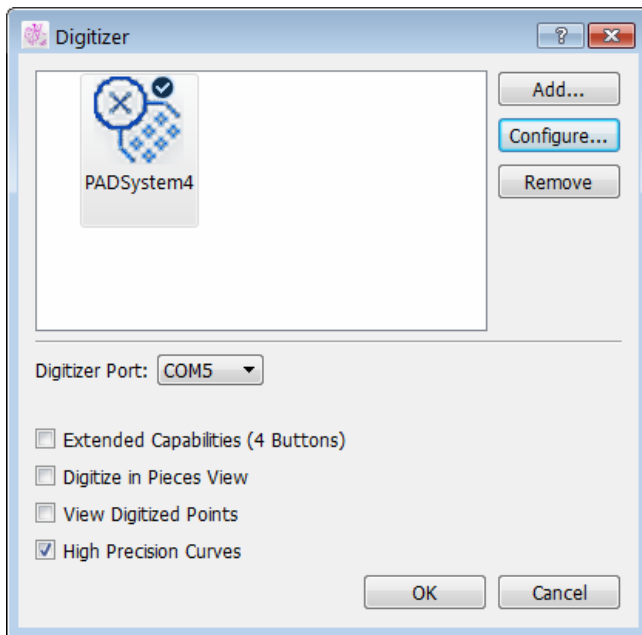 Digitizer
PADSystem4
Add...
Configure...
Remove
Digitizer Port: COM5
Extended Capabilities (4 Buttons)
Digitize in Pieces View
View Digitized Points
High Precision Curves
OK
Cancel